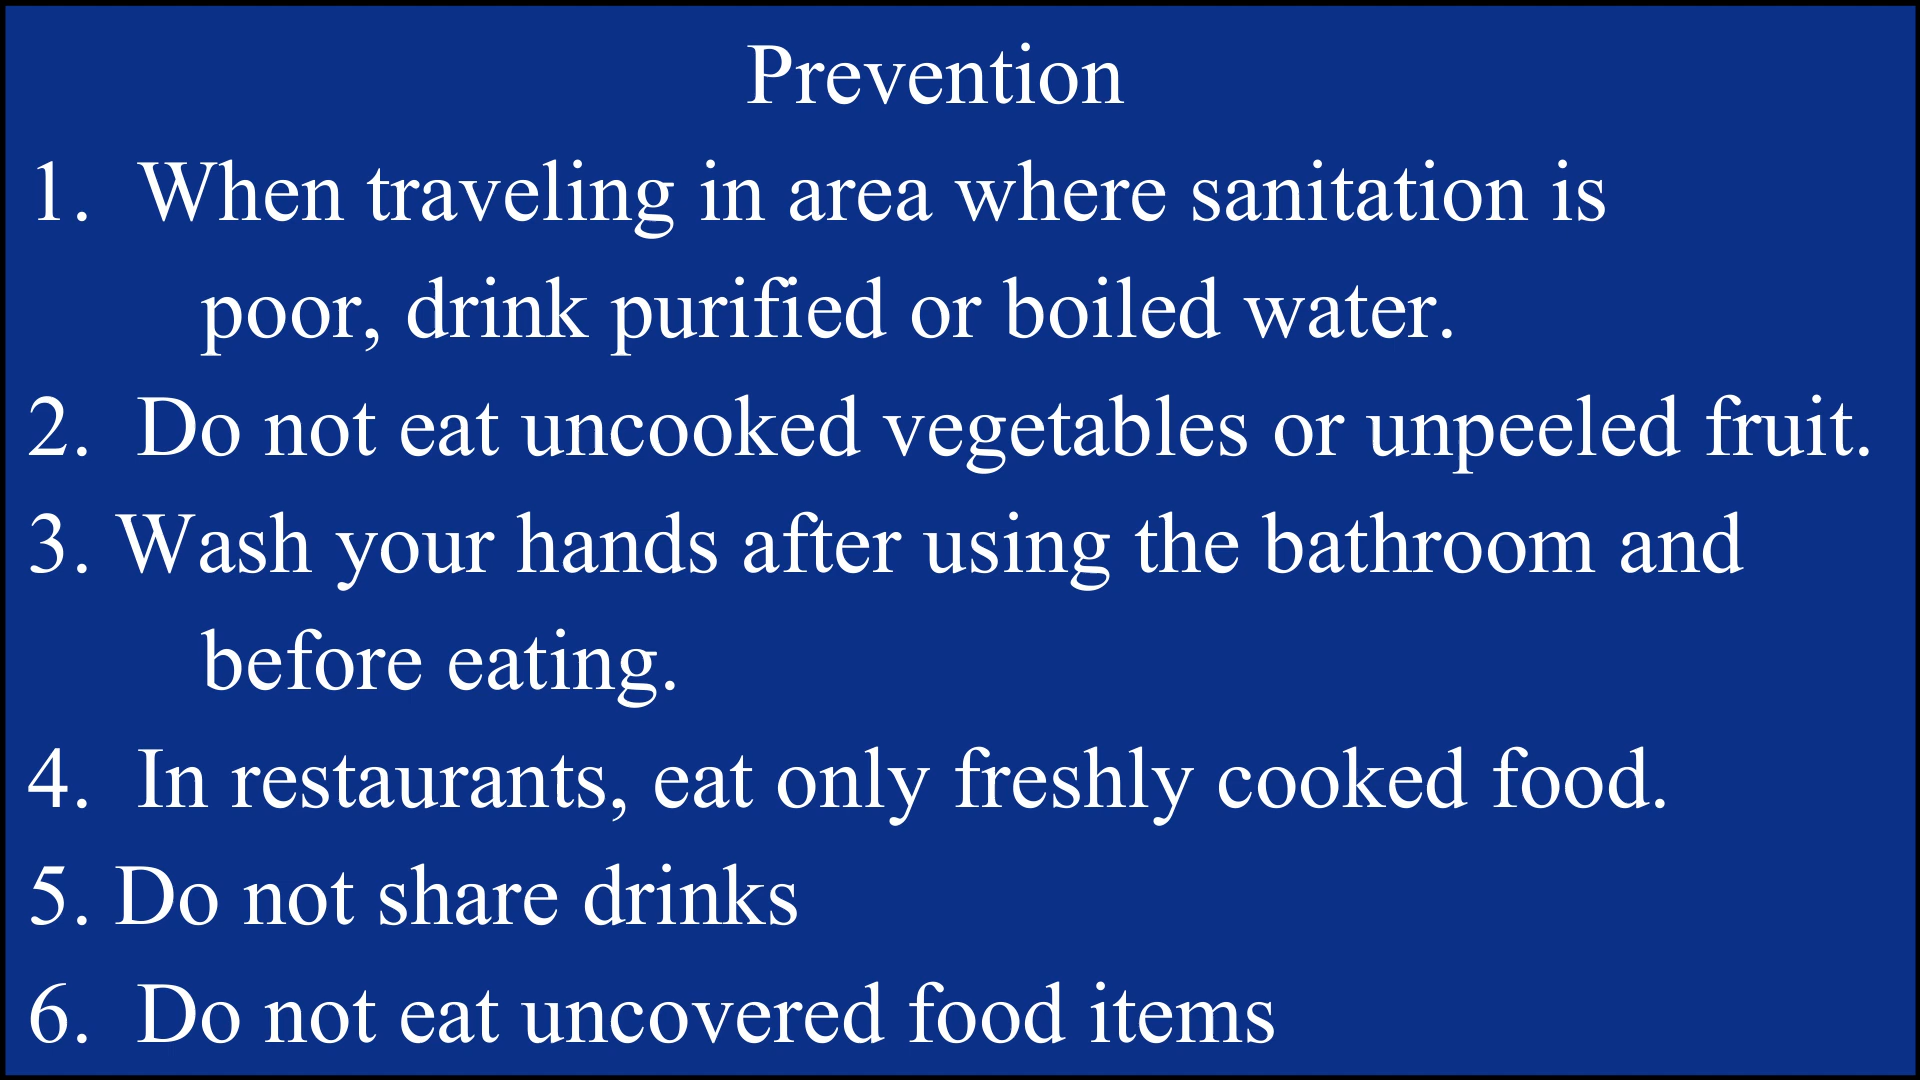 Prevention
1. When traveling in area where sanitation is
poor, drink purified or boiled water.
2. Do not eat uncooked vegetables or unpeeled fruit.
3. Wash your hands after using the bathroom and
before eating.
4. In restaurants, eat only freshly cooked food.
5. Do not share drinks
6. Do not eat uncovered food items